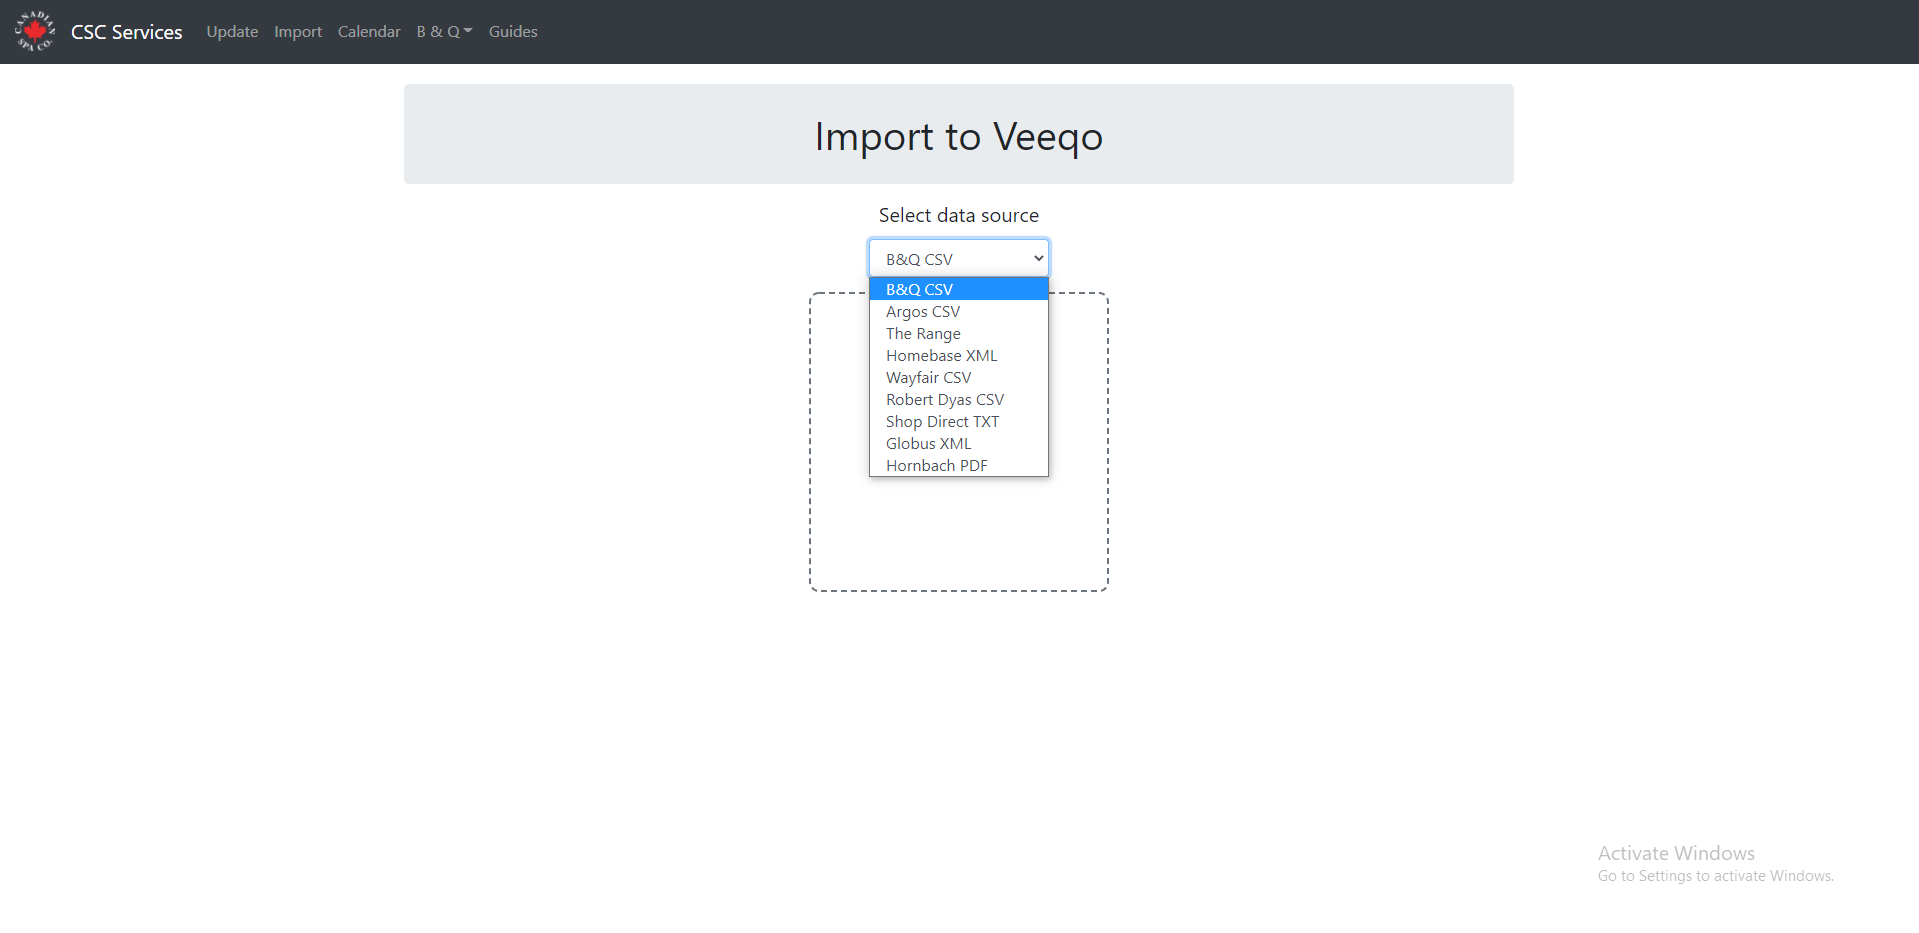 CANADIAN
SPA CO.
CSC Services
Update
Import
Calendar
B & Q
Guides
Import to Veeqo
Select data source
B&Q CSV
B&Q CSV
Argos CSV
The Range
Homebase XML
Wayfair CSV
Robert Dyas CSV
Shop Direct TXT
Globus XML
Hornbach PDF
Activate Windows
Go to Settings to activate Windows.